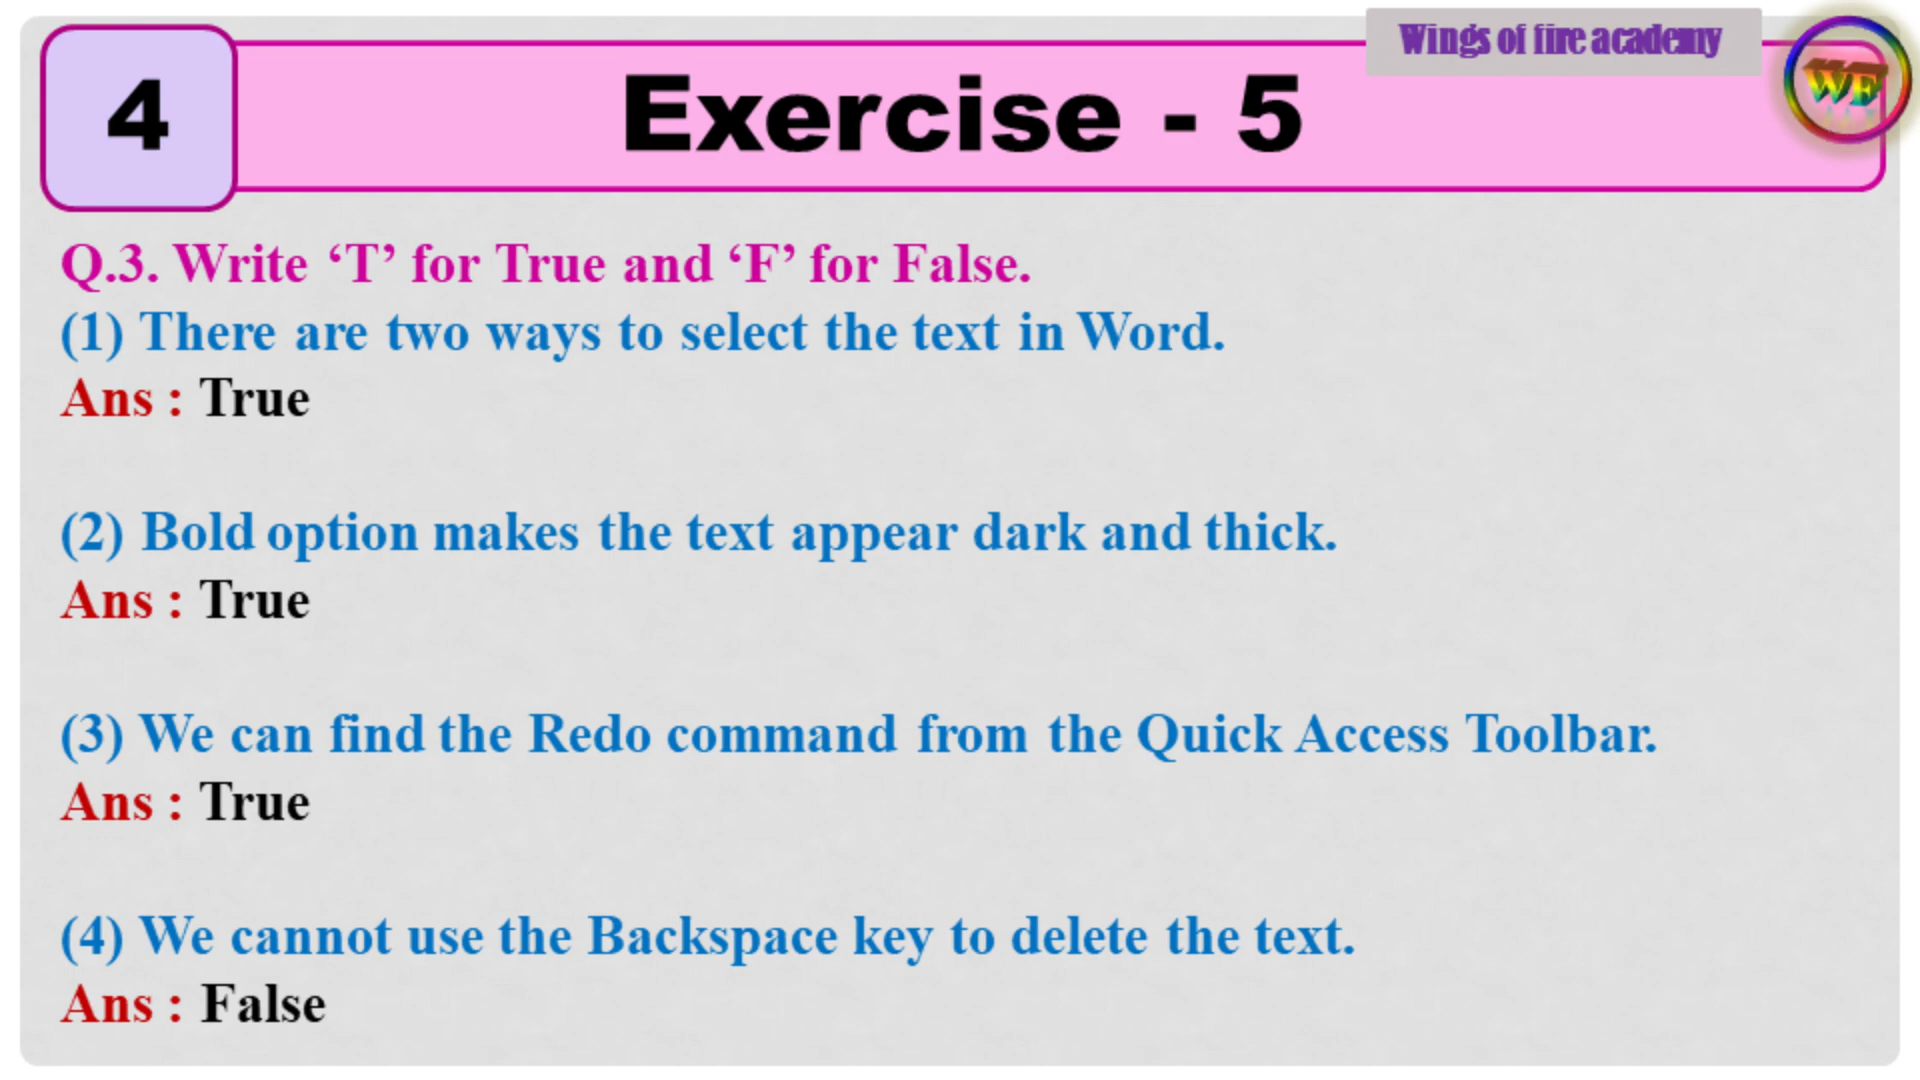 Wings of fire academy
WE
4
Exercise - 5
Q.3. Write ‘T’ for True and ‘F’ for False.
(1) There are two ways to select the text in Word.
Ans : True
(2) Bold option makes the text appear dark and thick.
Ans : True
(3) We can find the Redo command from the Quick Access Toolbar.
Ans : True
(4) We cannot use the Backspace key to delete the text.
Ans : False